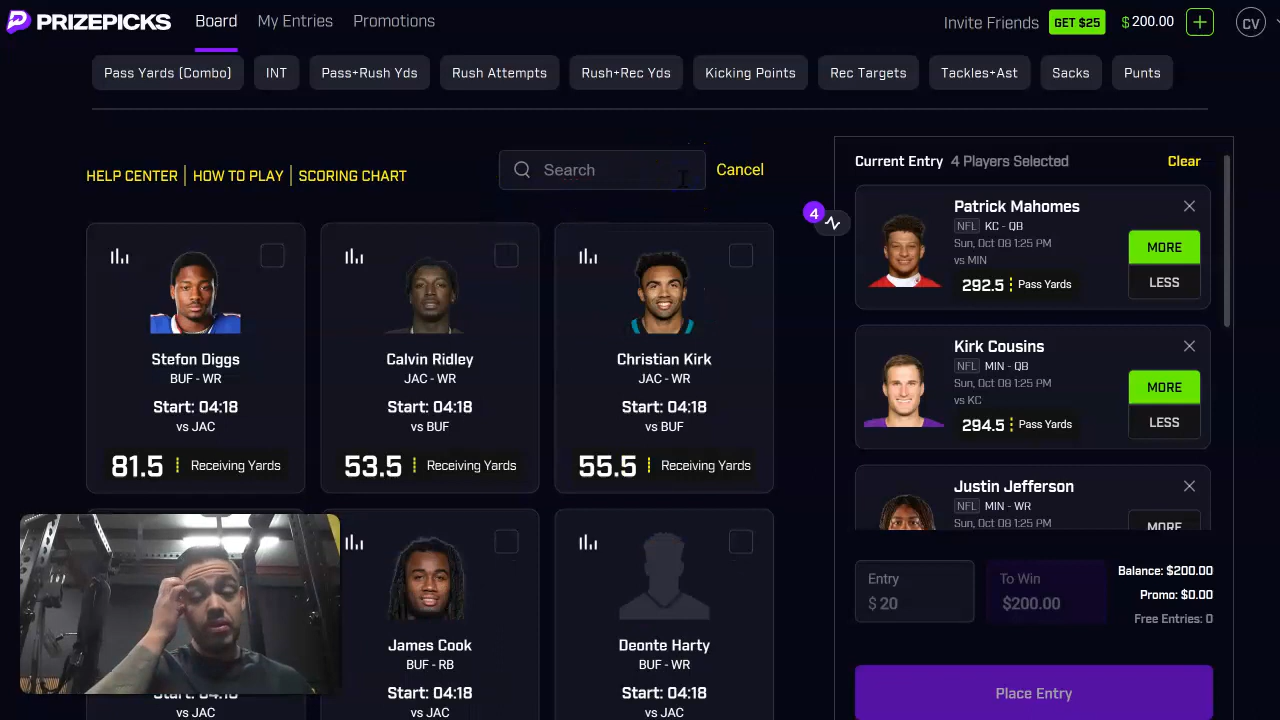 PRIZEPICKS
Board
My Entries
Promotions
Invite Friends
GET $25
$200.00
CV
Pass Yards (Combo)
INT
Pass+Rush Yds
Rush Attempts
Rush+Rec Yds
Kicking Points
Rec Targets
Tackles+Ast
Sacks
Punts
HELP CENTER
HOW TO PLAY
SCORING CHART
Search
Cancel
Stefon Diggs
BUF - WR
Start: 04:18
vs JAC
81.5 Receiving Yards
Calvin Ridley
JAC - WR
Start: 04:18
vs BUF
53.5 Receiving Yards
Christian Kirk
JAC - WR
Start: 04:18
vs BUF
55.5 Receiving Yards
vs JAC
James Cook
BUF - RB
Start: 04:18
vs JAC
Deonte Harty
BUF - WR
Start: 04:18
vs JAC
Current Entry 4 Players Selected
Clear
4
Patrick Mahomes
NFL KC - QB
Sun, Oct 08 1:25 PM
vs MIN
292.5 Pass Yards
MORE
LESS
Kirk Cousins
NFL MIN - QB
Sun, Oct 08 1:25 PM
vs KC
294.5 Pass Yards
MORE
LESS
Justin Jefferson
NFL MIN - WR
Sun, Oct 08 1:25 PM
MORE
Entry
$ 20
To Win
$200.00
Balance: $200.00
Promo: $0.00
Free Entries: 0
Place Entry